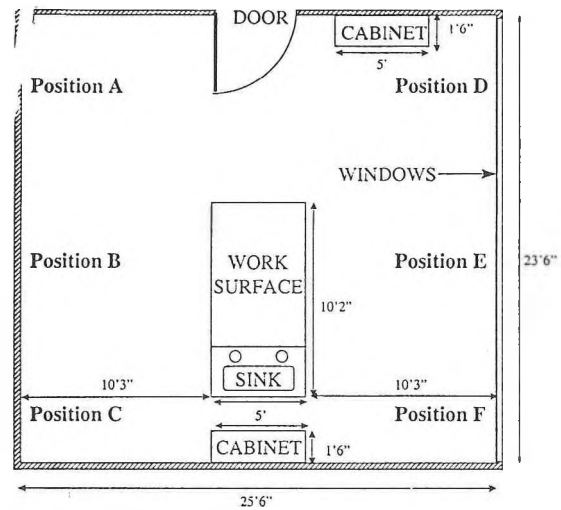 DOOR
CABINET
1'6"
5'
Position A
Position D
WINDOWS
Position B
WORK
SURFACE
Position E
23'6"
10'2"
10'3"
SINK
10'3"
Position C
5'
Position F
CABINET
1'6"
25'6"